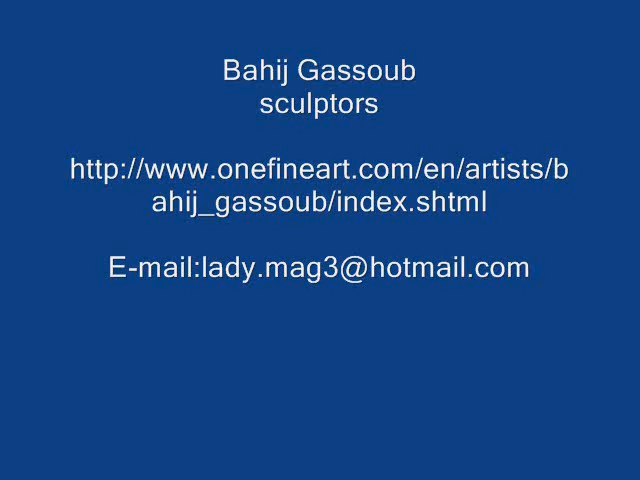 Bahij Gassoub
sculptors
http://www.onefineart.com/en/artists/b
ahij_gassoub/index.shtml
E-mail:lady.mag3@hotmail.com